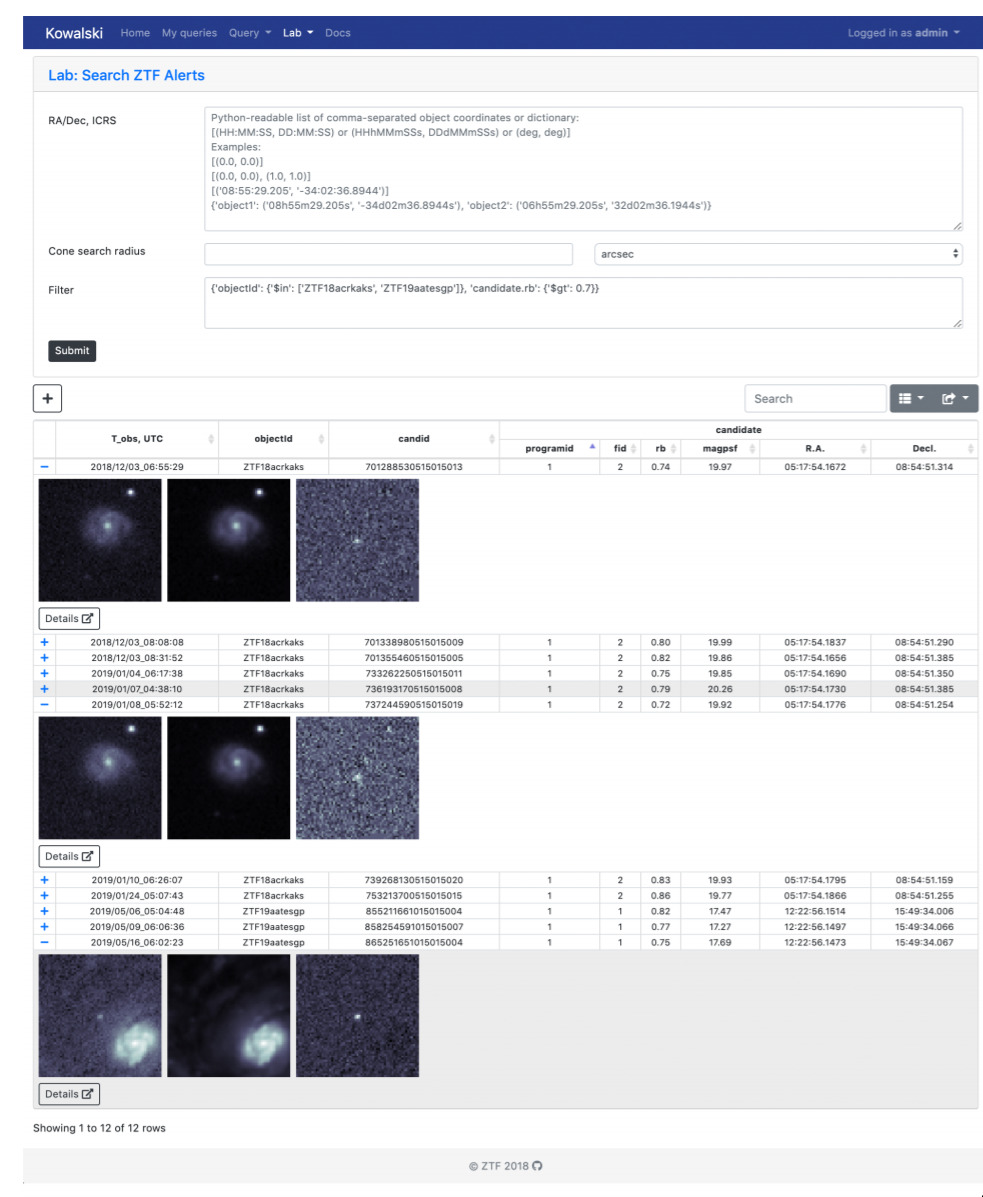 Kowalski Home My queries Query Lab Docs Logged in as admin
Lab: Search ZTF Alerts
RA/Dec, ICRS
Python-readable list of comma-separated object coordinates or dictionary:
[(HH:MM:SS, DD:MM:SS) or (HHhMMmSSs, DDdMMmSSs) or (deg, deg)]
Examples:
[(0.0, 0.0)]
[(0.0, 0.0), (1.0, 1.0)]
[('08:55:29.205', '-34:02:36.8944')]
{'object1': ('08h55m29.205s', '-34d02m36.8944s'), 'object2': ('06h55m29.205s', '32d02m36.1944s')}
Cone search radius arcsec
Filter {'objectId': {'$in': ['ZTF18acrkaks', 'ZTF19aatesgp']}, 'candidate.rb': {'$gt': 0.7}}
Submit
+ Search
T_obs, UTC objectId candid candidate
programid fid rb magpsf R.A. Decl.
− 2018/12/03_06:55:29 ZTF18acrkaks 701288530515015013 1 2 0.74 19.97 05:17:54.1672 08:54:51.314
Details
+ 2018/12/03_08:08:08 ZTF18acrkaks 701338980515015009 1 2 0.80 19.99 05:17:54.1837 08:54:51.290
+ 2018/12/03_08:31:52 ZTF18acrkaks 701355460515015005 1 2 0.82 19.86 05:17:54.1656 08:54:51.385
+ 2019/01/04_06:17:38 ZTF18acrkaks 733262250515015011 1 2 0.75 19.85 05:17:54.1690 08:54:51.350
+ 2019/01/07_04:38:10 ZTF18acrkaks 736193170515015008 1 2 0.79 20.26 05:17:54.1730 08:54:51.385
− 2019/01/08_05:52:12 ZTF18acrkaks 737244590515015019 1 2 0.72 19.92 05:17:54.1776 08:54:51.254
Details
+ 2019/01/10_06:26:07 ZTF18acrkaks 739268130515015020 1 2 0.83 19.93 05:17:54.1795 08:54:51.159
+ 2019/01/24_05:07:43 ZTF18acrkaks 753213700515015015 1 2 0.86 19.77 05:17:54.1866 08:54:51.255
+ 2019/05/06_05:04:48 ZTF19aatesgp 855211661015015004 1 1 0.82 17.47 12:22:56.1514 15:49:34.006
+ 2019/05/09_06:06:36 ZTF19aatesgp 858254591015015007 1 1 0.77 17.27 12:22:56.1497 15:49:34.066
− 2019/05/16_06:02:23 ZTF19aatesgp 865251651015015004 1 1 0.75 17.69 12:22:56.1473 15:49:34.067
Details
Showing 1 to 12 of 12 rows
© ZTF 2018